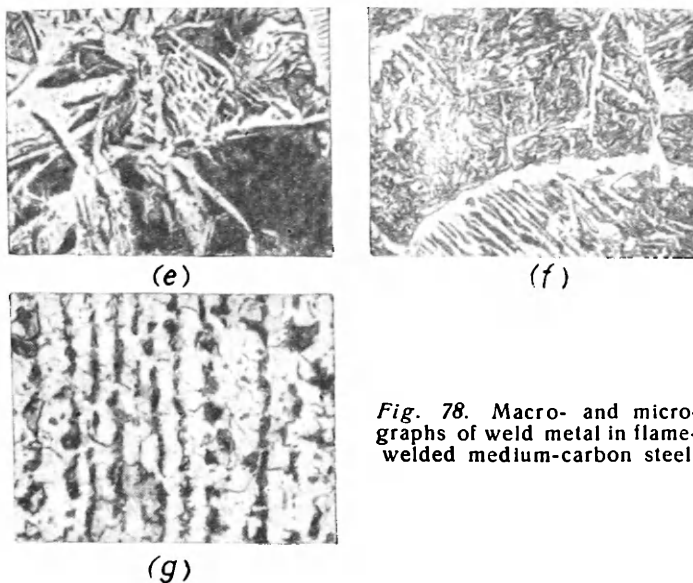 (e)
(f)
(g)
Fig. 78. Macro- and micro-
graphs of weld metal in flame-
welded medium-carbon steel